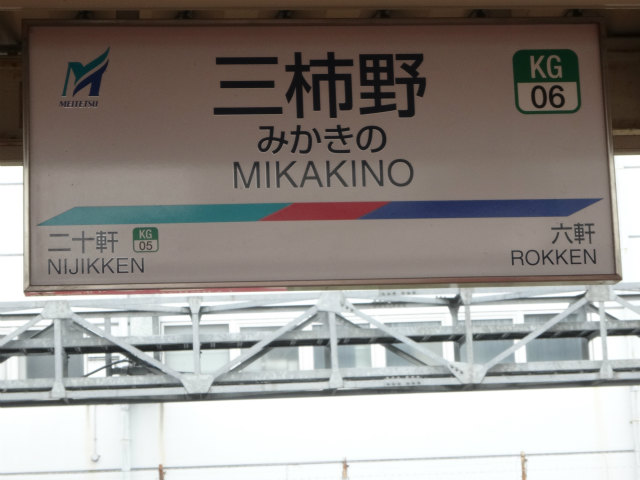 MEITETSU
三柿野
みかきの
MIKAKINO
KG
06
二十軒
KG
05
NIJIKKEN
六軒
ROKKEN